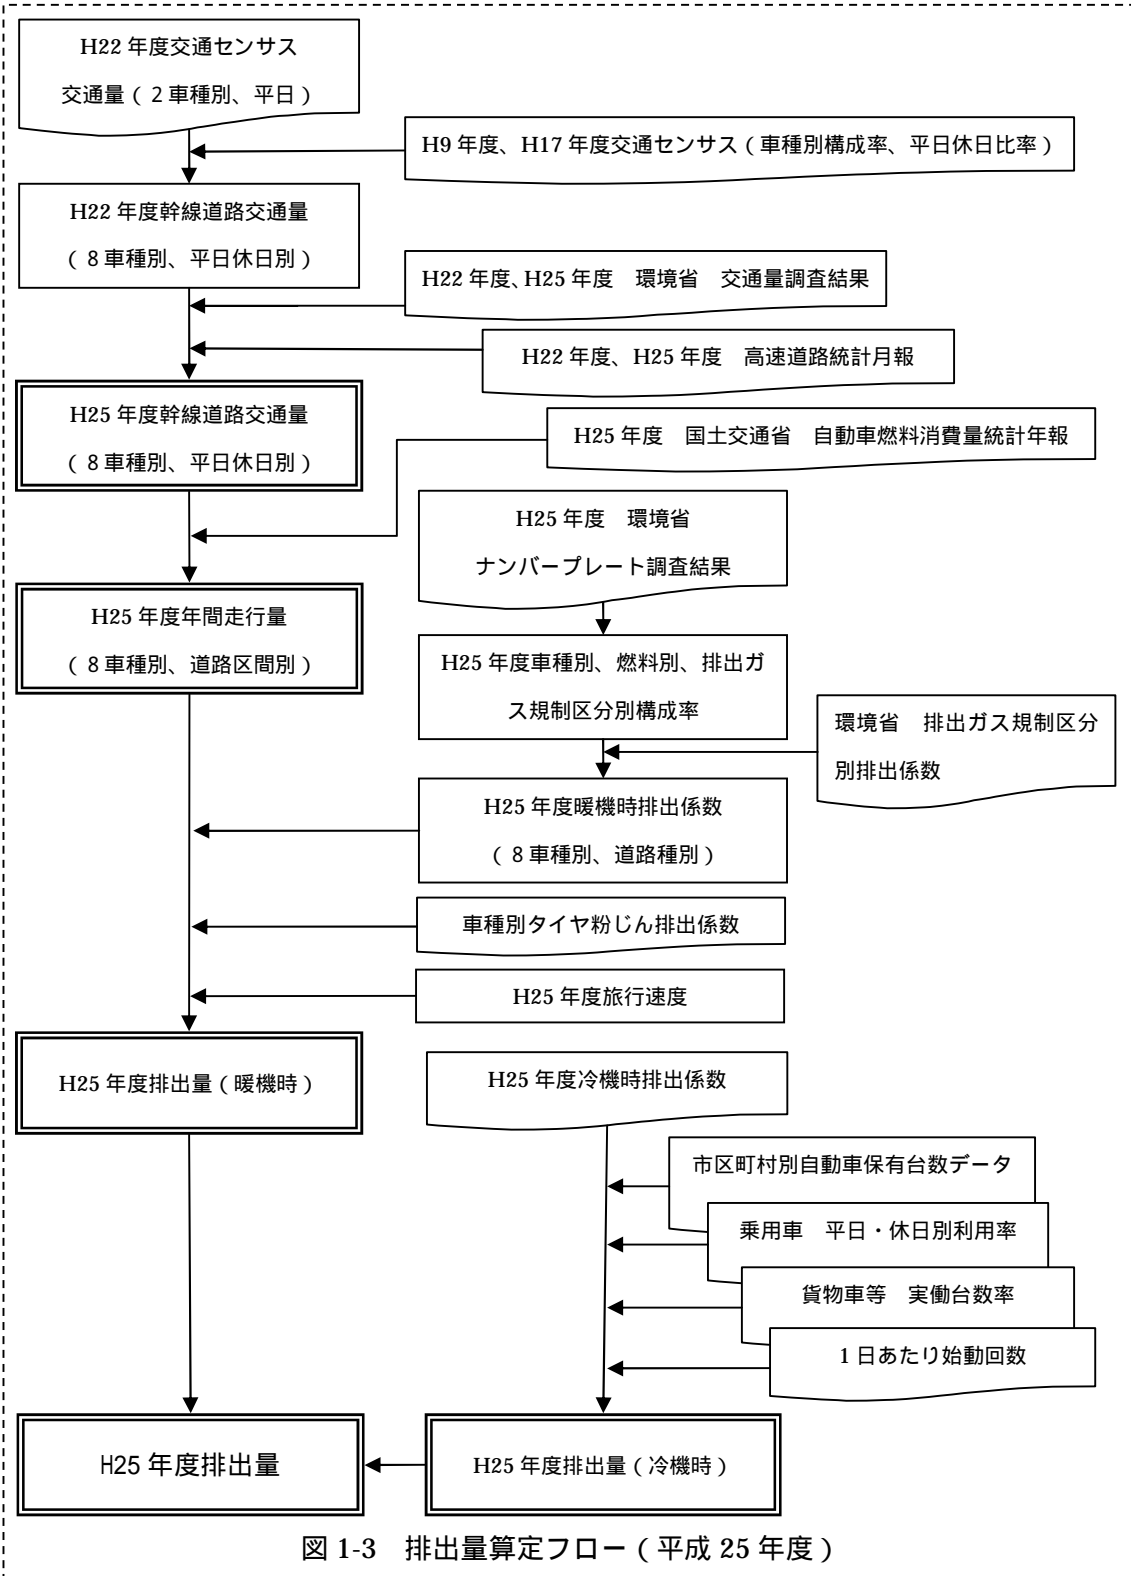 H22 年度交通センサス
交通量（２車種別、平日）
H9 年度、H17 年度交通センサス（車種別構成率、平日休日比率）
H22 年度幹線道路交通量
（８車種別、平日休日別）
H22 年度、H25 年度　環境省　交通量調査結果
H22 年度、H25 年度　高速道路統計月報
H25 年度幹線道路交通量
（８車種別、平日休日別）
H25 年度　国土交通省　自動車燃料消費量統計年報
H25 年度　環境省
ナンバープレート調査結果
H25 年度年間走行量
（８車種別、道路区間別）
H25 年度車種別、燃料別、排出ガ
ス規制区分別構成率
環境省　排出ガス規制区分
別排出係数
H25 年度暖機時排出係数
（８車種別、道路種別）
車種別タイヤ粉じん排出係数
H25 年度旅行速度
H25 年度排出量（暖機時）
H25 年度冷機時排出係数
市区町村別自動車保有台数データ
乗用車　平日・休日別利用率
貨物車等　実働台数率
1 日あたり始動回数
H25 年度排出量
H25 年度排出量（冷機時）
図 1-3　排出量算定フロー（平成 25 年度）